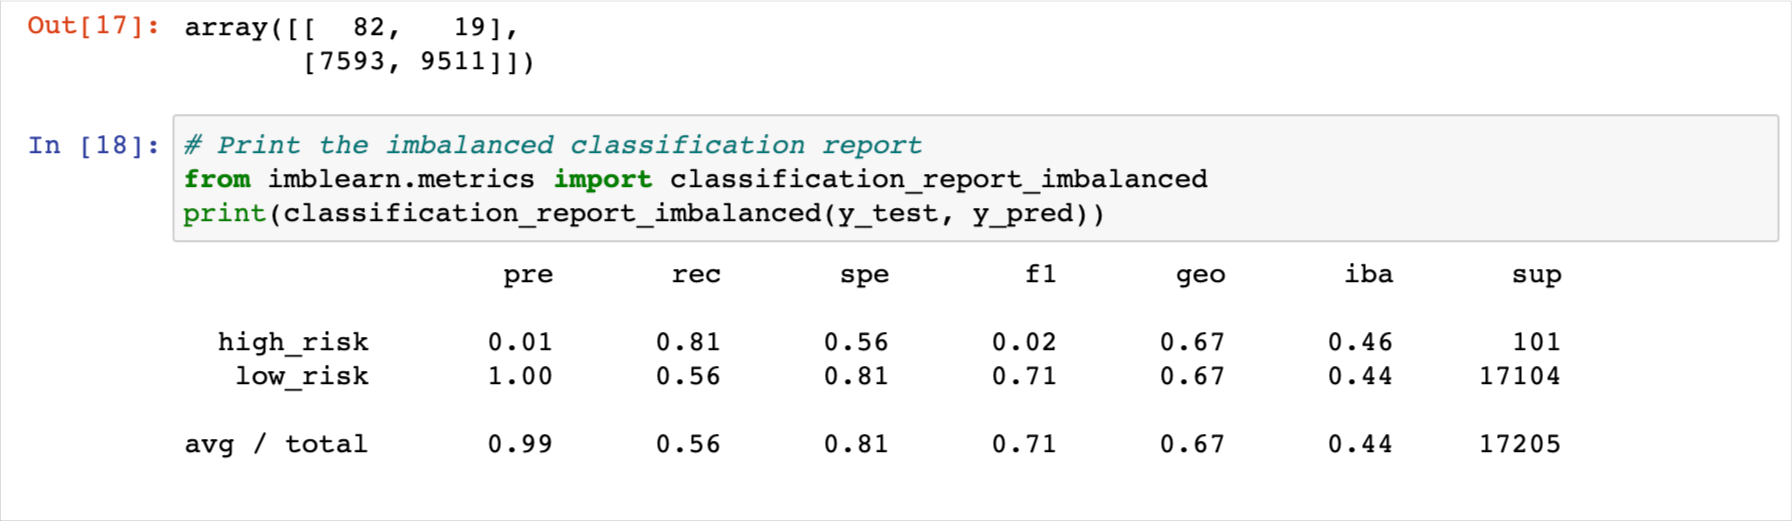 Out[17]: array([[  82,   19],
       [7593, 9511]])
In [18]: # Print the imbalanced classification report
from imblearn.metrics import classification_report_imbalanced
print(classification_report_imbalanced(y_test, y_pred))
pre rec spe f1 geo iba sup
high_risk 0.01 0.81 0.56 0.02 0.67 0.46 101
low_risk 1.00 0.56 0.81 0.71 0.67 0.44 17104
avg / total 0.99 0.56 0.81 0.71 0.67 0.44 17205